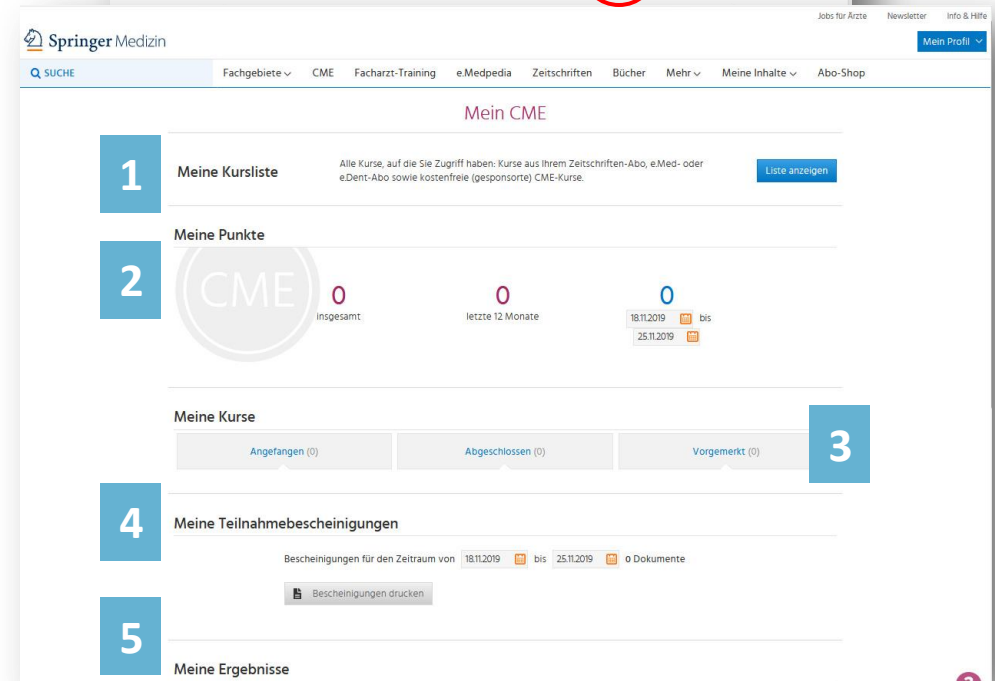 Jobs für Ärzte Newsletter Info & Hilfe
Springer Medizin
Mein Profil
SUCHE Fachgebiete CME Facharzt-Training e.Medpedia Zeitschriften Bücher Mehr Meine Inhalte Abo-Shop
Mein CME
1
Meine Kursliste
Alle Kurse, auf die Sie Zugriff haben: Kurse aus Ihrem Zeitschriften-Abo, e.Med- oder
e.Dent-Abo sowie kostenfreie (gesponsorte) CME-Kurse.
Liste anzeigen
Meine Punkte
2
CME
0
insgesamt
0
letzte 12 Monate
0
18.11.2019 bis
25.11.2019
Meine Kurse
Angefangen (0) Abgeschlossen (0) Vorgemerkt (0)
3
4
Meine Teilnahmebescheinigungen
Bescheinigungen für den Zeitraum von 18.11.2019 bis 25.11.2019 0 Dokumente
Bescheinigungen drucken
5
Meine Ergebnisse